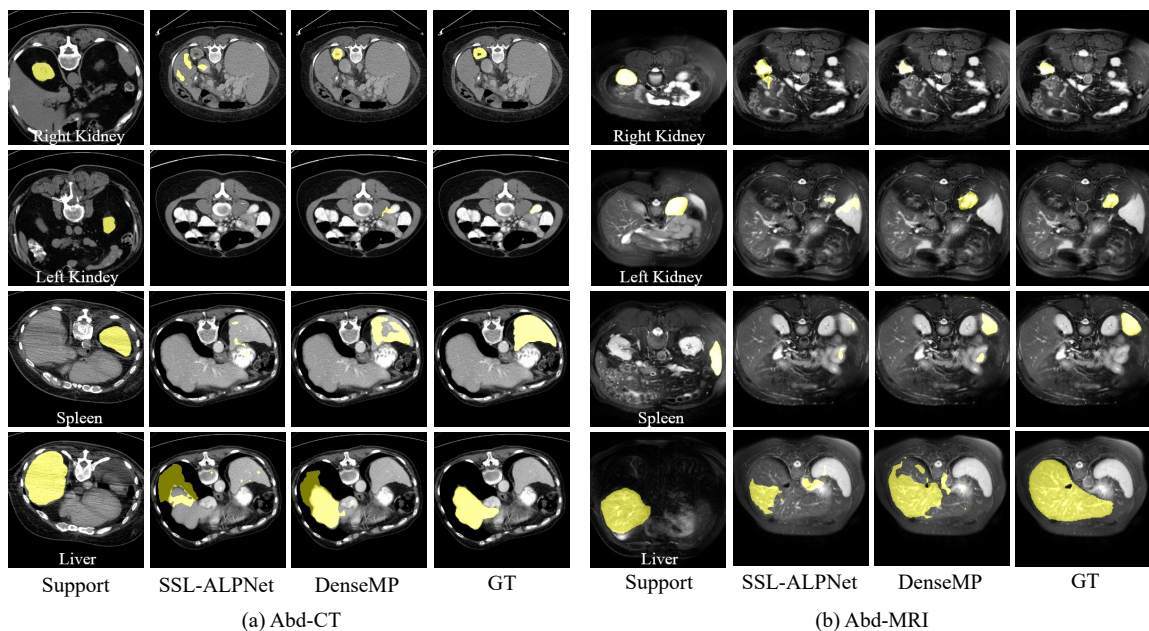 Right Kidney
Right Kidney
Left Kindey
Left Kidney
Spleen
Spleen
Liver
Liver
Support SSL-ALPNet DenseMP GT Support SSL-ALPNet DenseMP GT
(a) Abd-CT (b) Abd-MRI